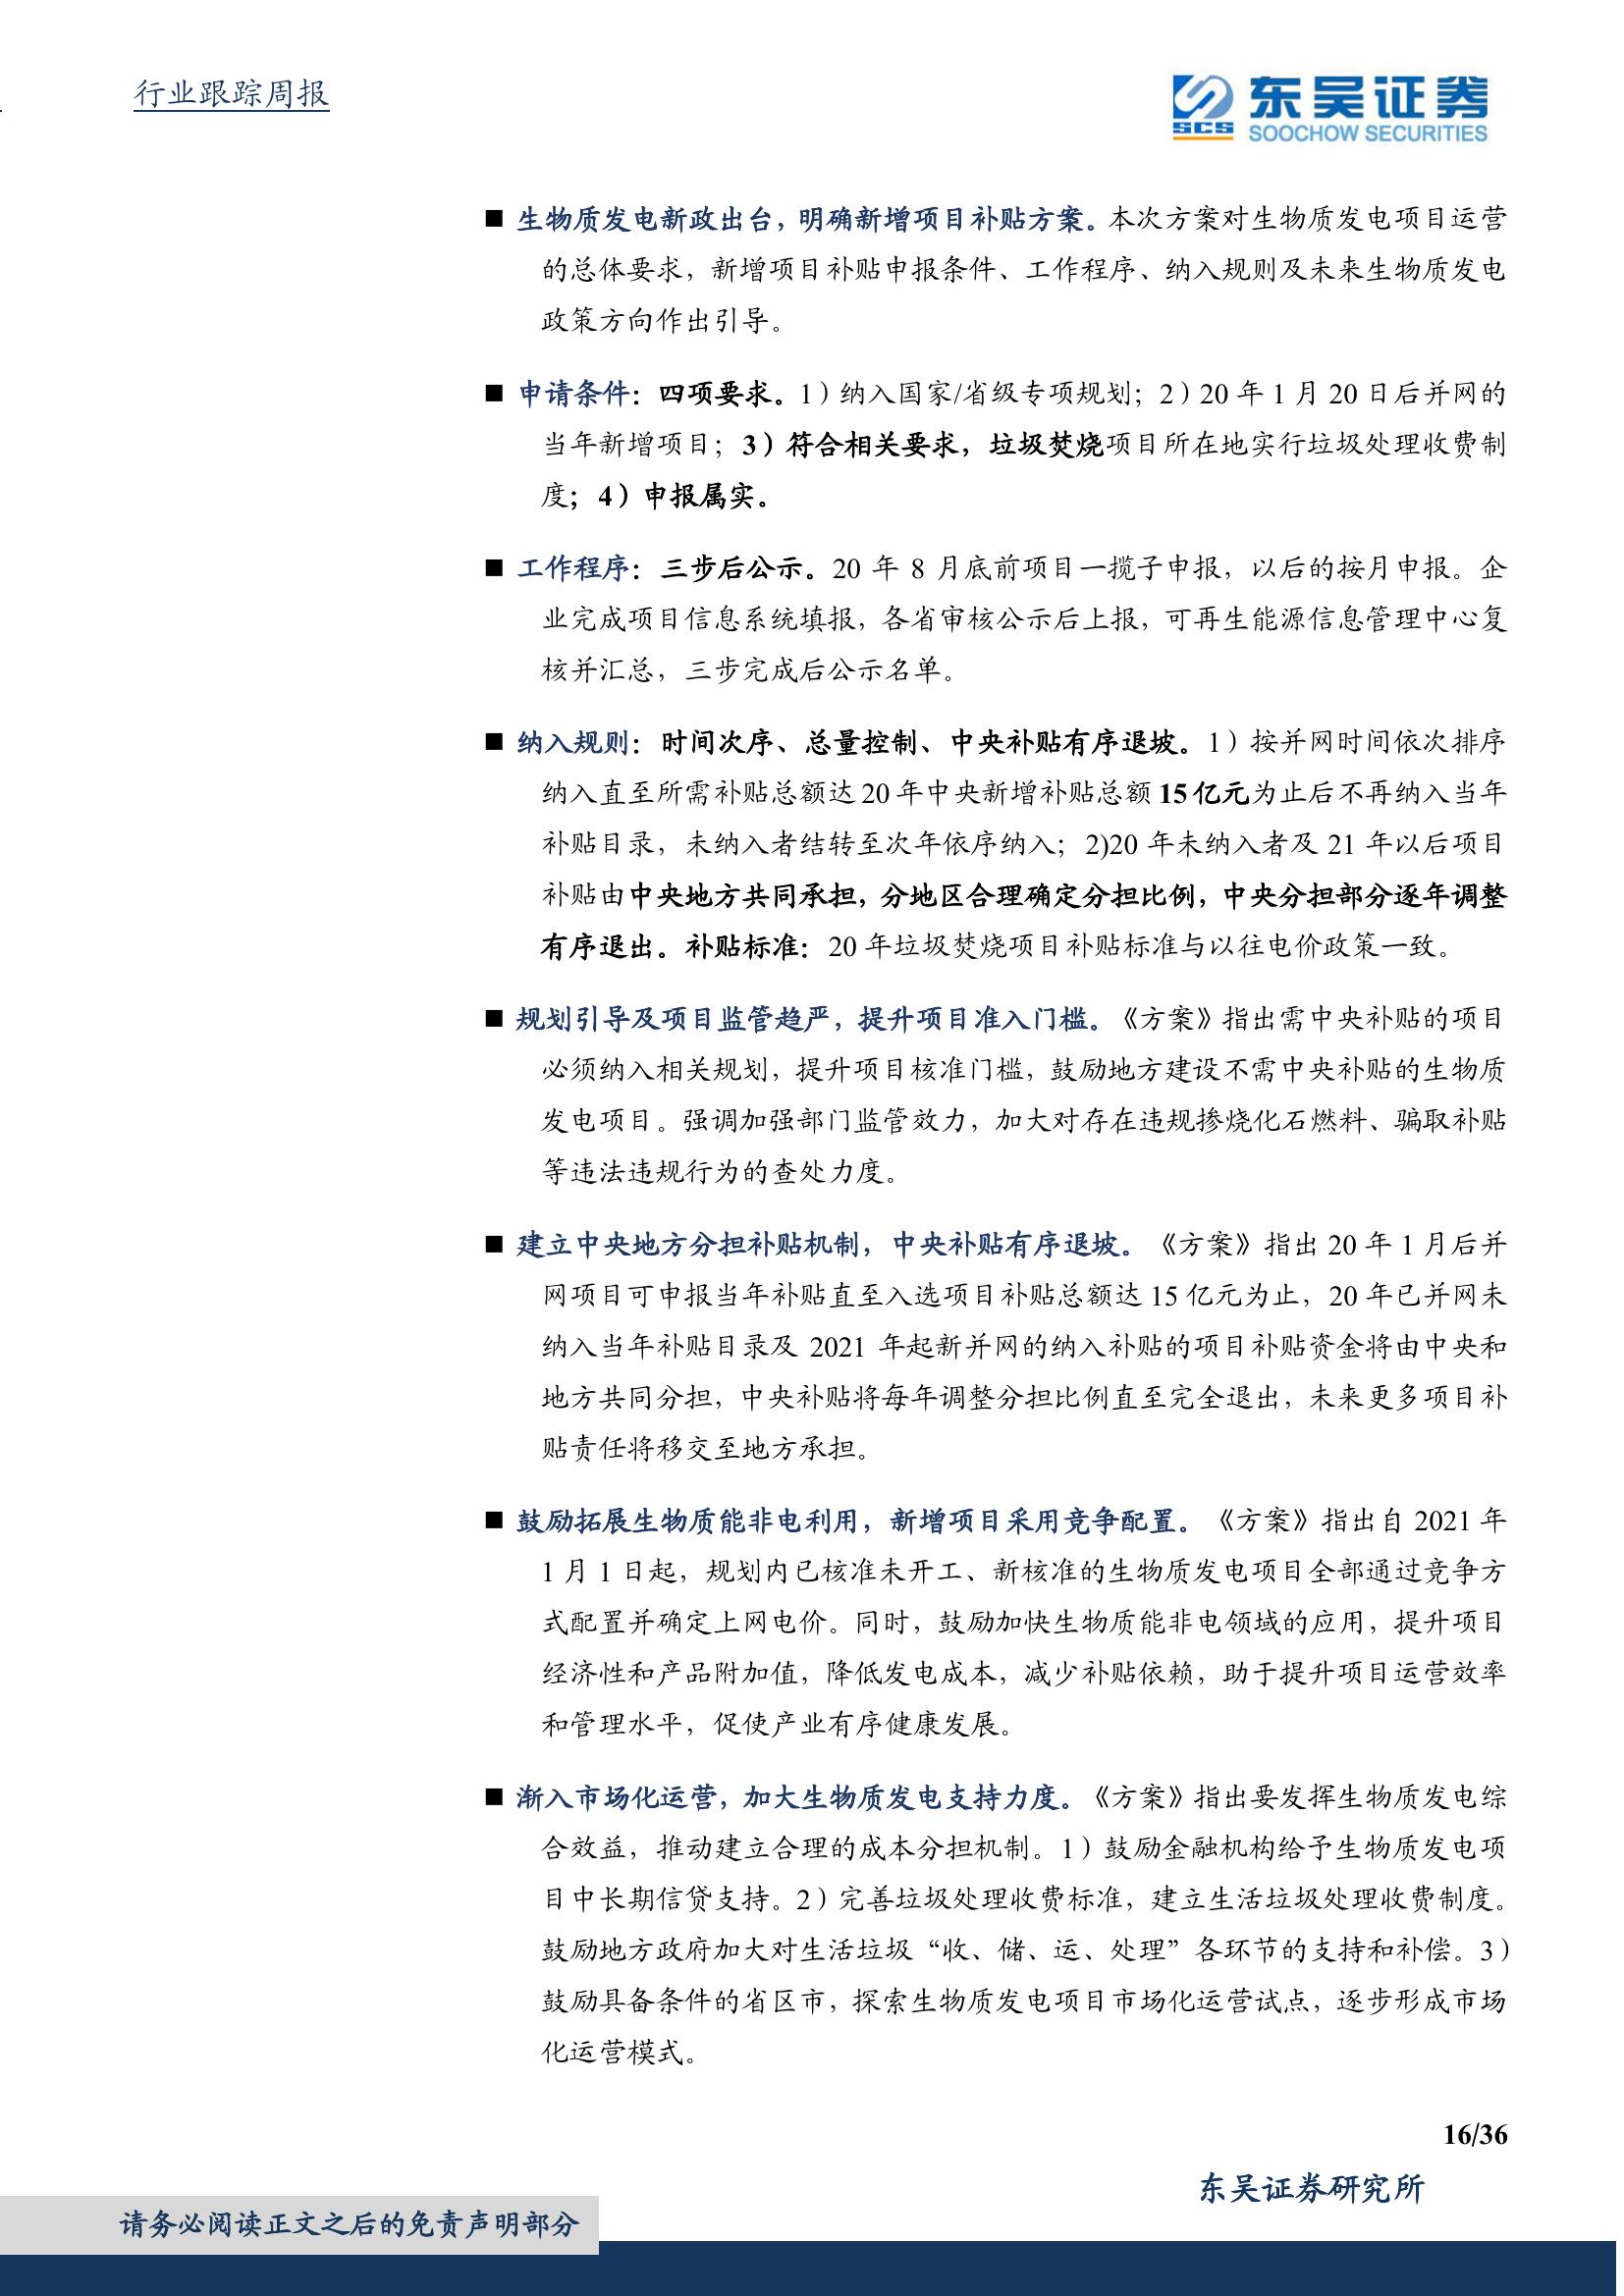 行业跟踪周报
SCS
东吴证券
SOOCHOW SECURITIES
■ 生物质发电新政出台，明确新增项目补贴方案。本次方案对生物质发电项目运营
的总体要求，新增项目补贴申报条件、工作程序、纳入规则及未来生物质发电
政策方向作出引导。
■ 申请条件：四项要求。1）纳入国家/省级专项规划；2）20 年 1 月 20 日后并网的
当年新增项目；3）符合相关要求，垃圾焚烧项目所在地实行垃圾处理收费制
度；4）申报属实。
■ 工作程序：三步后公示。20 年 8 月底前项目一揽子申报，以后的按月申报。企
业完成项目信息系统填报，各省审核公示后上报，可再生能源信息管理中心复
核并汇总，三步完成后公示名单。
■ 纳入规则：时间次序、总量控制、中央补贴有序退坡。1）按并网时间依次排序
纳入直至所需补贴总额达 20 年中央新增补贴总额 15 亿元为止后不再纳入当年
补贴目录，未纳入者结转至次年依序纳入；2)20 年未纳入者及 21 年以后项目
补贴由中央地方共同承担，分地区合理确定分担比例，中央分担部分逐年调整
有序退出。补贴标准：20 年垃圾焚烧项目补贴标准与以往电价政策一致。
■ 规划引导及项目监管趋严，提升项目准入门槛。《方案》指出需中央补贴的项目
必须纳入相关规划，提升项目核准门槛，鼓励地方建设不需中央补贴的生物质
发电项目。强调加强部门监管效力，加大对存在违规掺烧化石燃料、骗取补贴
等违法违规行为的查处力度。
■ 建立中央地方分担补贴机制，中央补贴有序退坡。《方案》指出 20 年 1 月后并
网项目可申报当年补贴直至入选项目补贴总额达 15 亿元为止，20 年已并网未
纳入当年补贴目录及 2021 年起新并网的纳入补贴的项目补贴资金将由中央和
地方共同分担，中央补贴将每年调整分担比例直至完全退出，未来更多项目补
贴责任将移交至地方承担。
■ 鼓励拓展生物质能非电利用，新增项目采用竞争配置。《方案》指出自 2021 年
1 月 1 日起，规划内已核准未开工、新核准的生物质发电项目全部通过竞争方
式配置并确定上网电价。同时，鼓励加快生物质能非电领域的应用，提升项目
经济性和产品附加值，降低发电成本，减少补贴依赖，助于提升项目运营效率
和管理水平，促使产业有序健康发展。
■ 渐入市场化运营，加大生物质发电支持力度。《方案》指出要发挥生物质发电综
合效益，推动建立合理的成本分担机制。1）鼓励金融机构给予生物质发电项
目中长期信贷支持。2）完善垃圾处理收费标准，建立生活垃圾处理收费制度。
鼓励地方政府加大对生活垃圾“收、储、运、处理”各环节的支持和补偿。3）
鼓励具备条件的省区市，探索生物质发电项目市场化运营试点，逐步形成市场
化运营模式。
16/36
东吴证券研究所
请务必阅读正文之后的免责声明部分